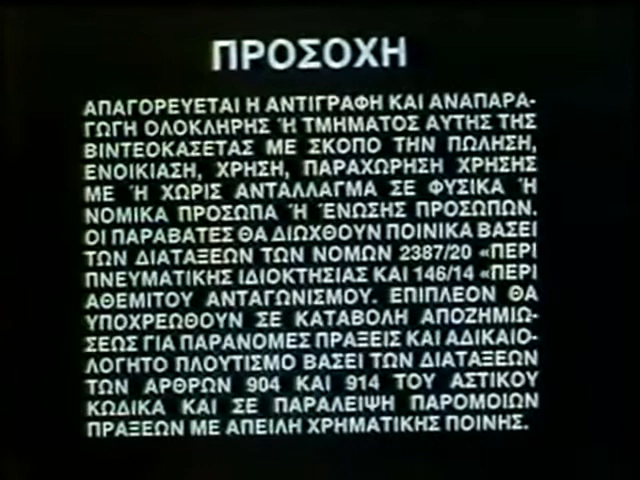 ΠΡΟΣΟΧΗ
ΑΠΑΓΟΡΕΥΕΤΑΙ Η ΑΝΤΙΓΡΑΦΗ ΚΑΙ ΑΝΑΠΑΡΑ-
ΓΩΓΗ ΟΛΟΚΛΗΡΗΣ Ή ΤΜΗΜΑΤΟΣ ΑΥΤΗΣ ΤΗΣ
ΒΙΝΤΕΟΚΑΣΕΤΑΣ ΜΕ ΣΚΟΠΟ ΤΗΝ ΠΩΛΗΣΗ,
ΕΝΟΙΚΙΑΣΗ, ΧΡΗΣΗ, ΠΑΡΑΧΩΡΗΣΗ ΧΡΗΣΗΣ
ΜΕ Ή ΧΩΡΙΣ ΑΝΤΑΛΛΑΓΜΑ ΣΕ ΦΥΣΙΚΑ Ή
ΝΟΜΙΚΑ ΠΡΟΣΩΠΑ Ή ΕΝΩΣΗΣ ΠΡΟΣΩΠΩΝ.
ΟΙ ΠΑΡΑΒΑΤΕΣ ΘΑ ΔΙΩΧΘΟΥΝ ΠΟΙΝΙΚΑ ΒΑΣΕΙ
ΤΩΝ ΔΙΑΤΑΞΕΩΝ ΤΩΝ ΝΟΜΩΝ 2387/20 «ΠΕΡΙ
ΠΝΕΥΜΑΤΙΚΗΣ ΙΔΙΟΚΤΗΣΙΑΣ ΚΑΙ 146/14 «ΠΕΡΙ
ΑΘΕΜΙΤΟΥ ΑΝΤΑΓΩΝΙΣΜΟΥ. ΕΠΙΠΛΕΟΝ ΘΑ
ΥΠΟΧΡΕΩΘΟΥΝ ΣΕ ΚΑΤΑΒΟΛΗ ΑΠΟΖΗΜΙΩ-
ΣΕΩΣ ΓΙΑ ΠΑΡΑΝΟΜΕΣ ΠΡΑΞΕΙΣ ΚΑΙ ΑΔΙΚΑΙΟ-
ΛΟΓΗΤΟ ΠΛΟΥΤΙΣΜΟ ΒΑΣΕΙ ΤΩΝ ΔΙΑΤΑΞΕΩΝ
ΤΩΝ ΑΡΘΡΩΝ 904 ΚΑΙ 914 ΤΟΥ ΑΣΤΙΚΟΥ
ΚΩΔΙΚΑ ΚΑΙ ΣΕ ΠΑΡΑΛΕΙΨΗ ΠΑΡΟΜΟΙΩΝ
ΠΡΑΞΕΩΝ ΜΕ ΑΠΕΙΛΗ ΧΡΗΜΑΤΙΚΗΣ ΠΟΙΝΗΣ.